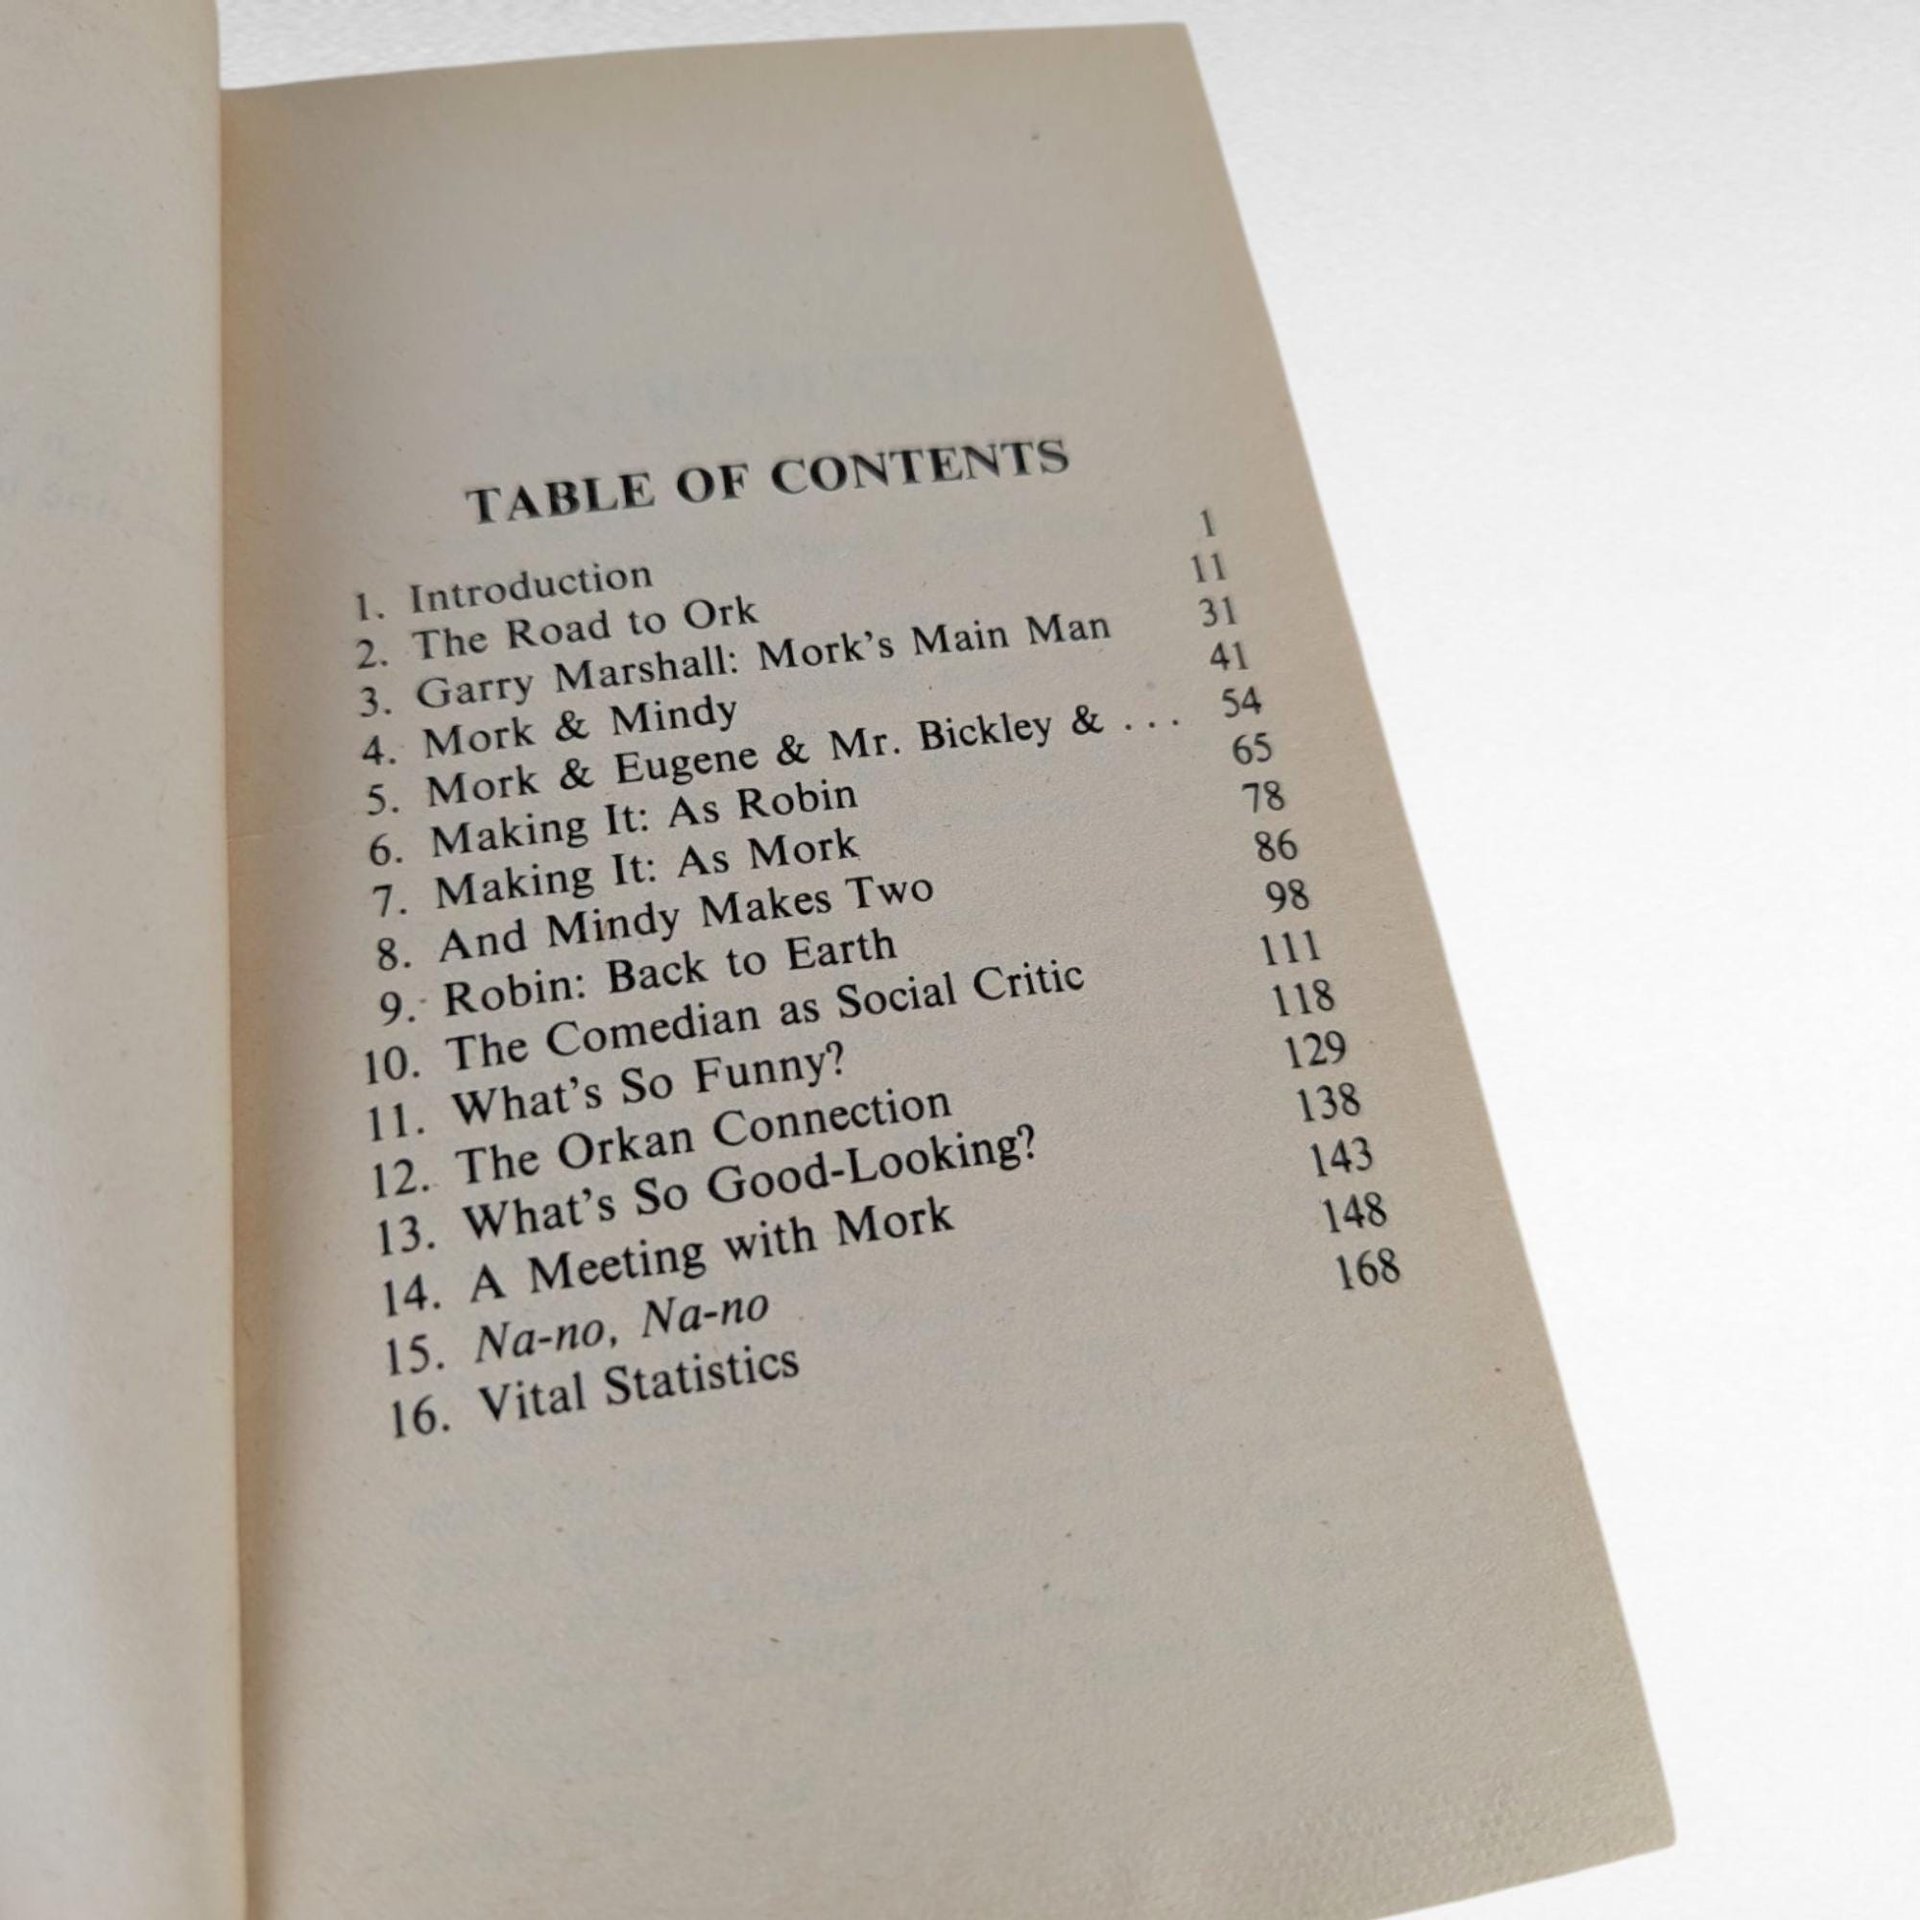 TABLE OF CONTENTS
1. Introduction 1
2. The Road to Ork 11
3. Garry Marshall: Mork's Main Man 31
4. Mork & Mindy 41
5. Mork & Eugene & Mr. Bickley & . . . 54
6. Making It: As Robin 65
7. Making It: As Mork 78
8. And Mindy Makes Two 86
9. Robin: Back to Earth 98
10. The Comedian as Social Critic 111
11. What's So Funny? 118
12. The Orkan Connection 129
13. What's So Good-Looking? 138
14. A Meeting with Mork 143
15. Na-no, Na-no 148
16. Vital Statistics 168